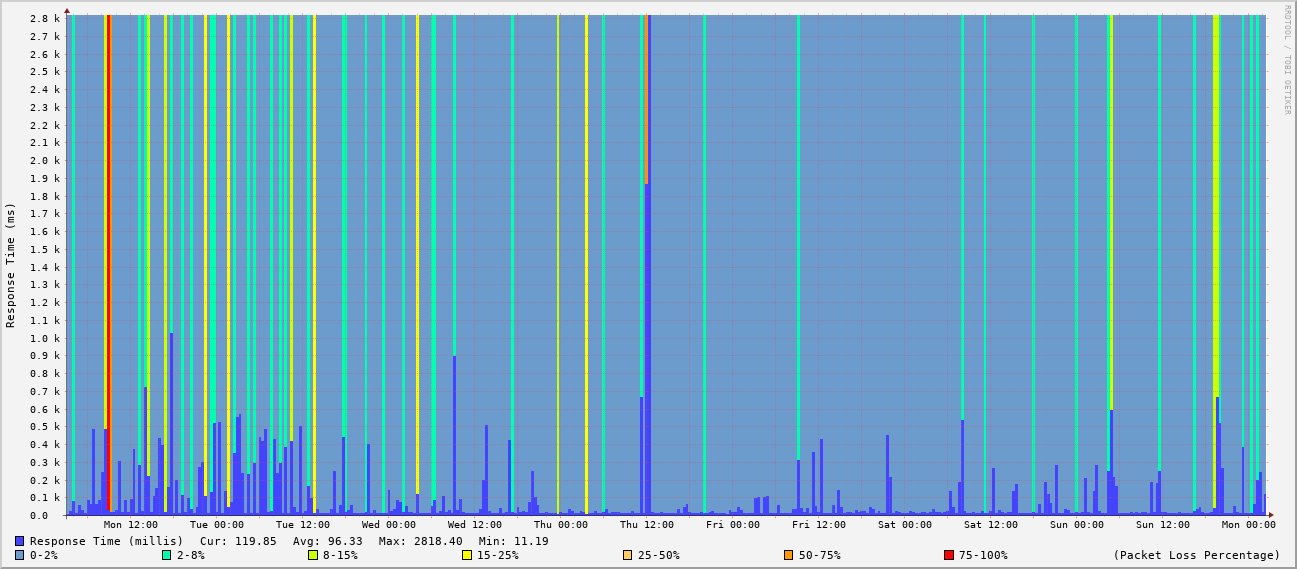 RRDTOOL / TOBI OETIKER
Response Time (ms)
2.8 k
2.7 k
2.6 k
2.5 k
2.4 k
2.3 k
2.2 k
2.1 k
2.0 k
1.9 k
1.8 k
1.7 k
1.6 k
1.5 k
1.4 k
1.3 k
1.2 k
1.1 k
1.0 k
0.9 k
0.8 k
0.7 k
0.6 k
0.5 k
0.4 k
0.3 k
0.2 k
0.1 k
0.0
Mon 12:00 Tue 00:00 Tue 12:00 Wed 00:00 Wed 12:00 Thu 00:00 Thu 12:00 Fri 00:00 Fri 12:00 Sat 00:00 Sat 12:00 Sun 00:00 Sun 12:00 Mon 00:00
Response Time (millis) Cur: 119.85 Avg: 96.33 Max: 2818.40 Min: 11.19
0-2% 2-8% 8-15% 15-25% 25-50% 50-75% 75-100% (Packet Loss Percentage)